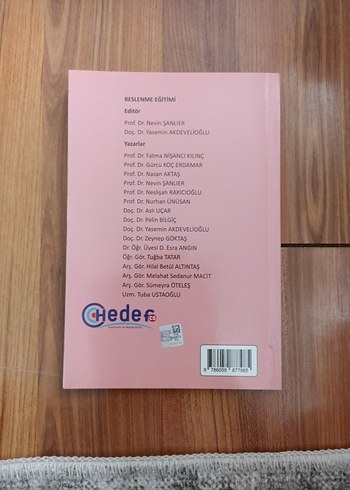 BESLENME EĞİTİMİ
Editör
Prof. Dr. Nevin ŞANLIER
Doç. Dr. Yasemin AKDEVELİOĞLU
Yazarlar
Prof. Dr. Fatma NİŞANCI KILINÇ
Prof. Dr. Gürcü KOÇ ERDAMAR
Prof. Dr. Nazan AKTAŞ
Prof. Dr. Nevin ŞANLIER
Prof. Dr. Neslişah RAKICIOĞLU
Prof. Dr. Nurhan ÜNÜSAN
Doç. Dr. Aslı UÇAR
Doç. Dr. Pelin BİLGİÇ
Doç. Dr. Yasemin AKDEVELİOĞLU
Doç. Dr. Zeynep GÖKTAŞ
Dr. Öğr. Üyesi D. Esra ANGIN
Öğr. Gör. Tuğba TATAR
Arş. Gör. Hilal Betül ALTINTAŞ
Arş. Gör. Melahat Sedanur MACİT
Arş. Gör. Sümeyra ÖTELEŞ
Uzm. Tuba USTAOĞLU
Hedef
CS